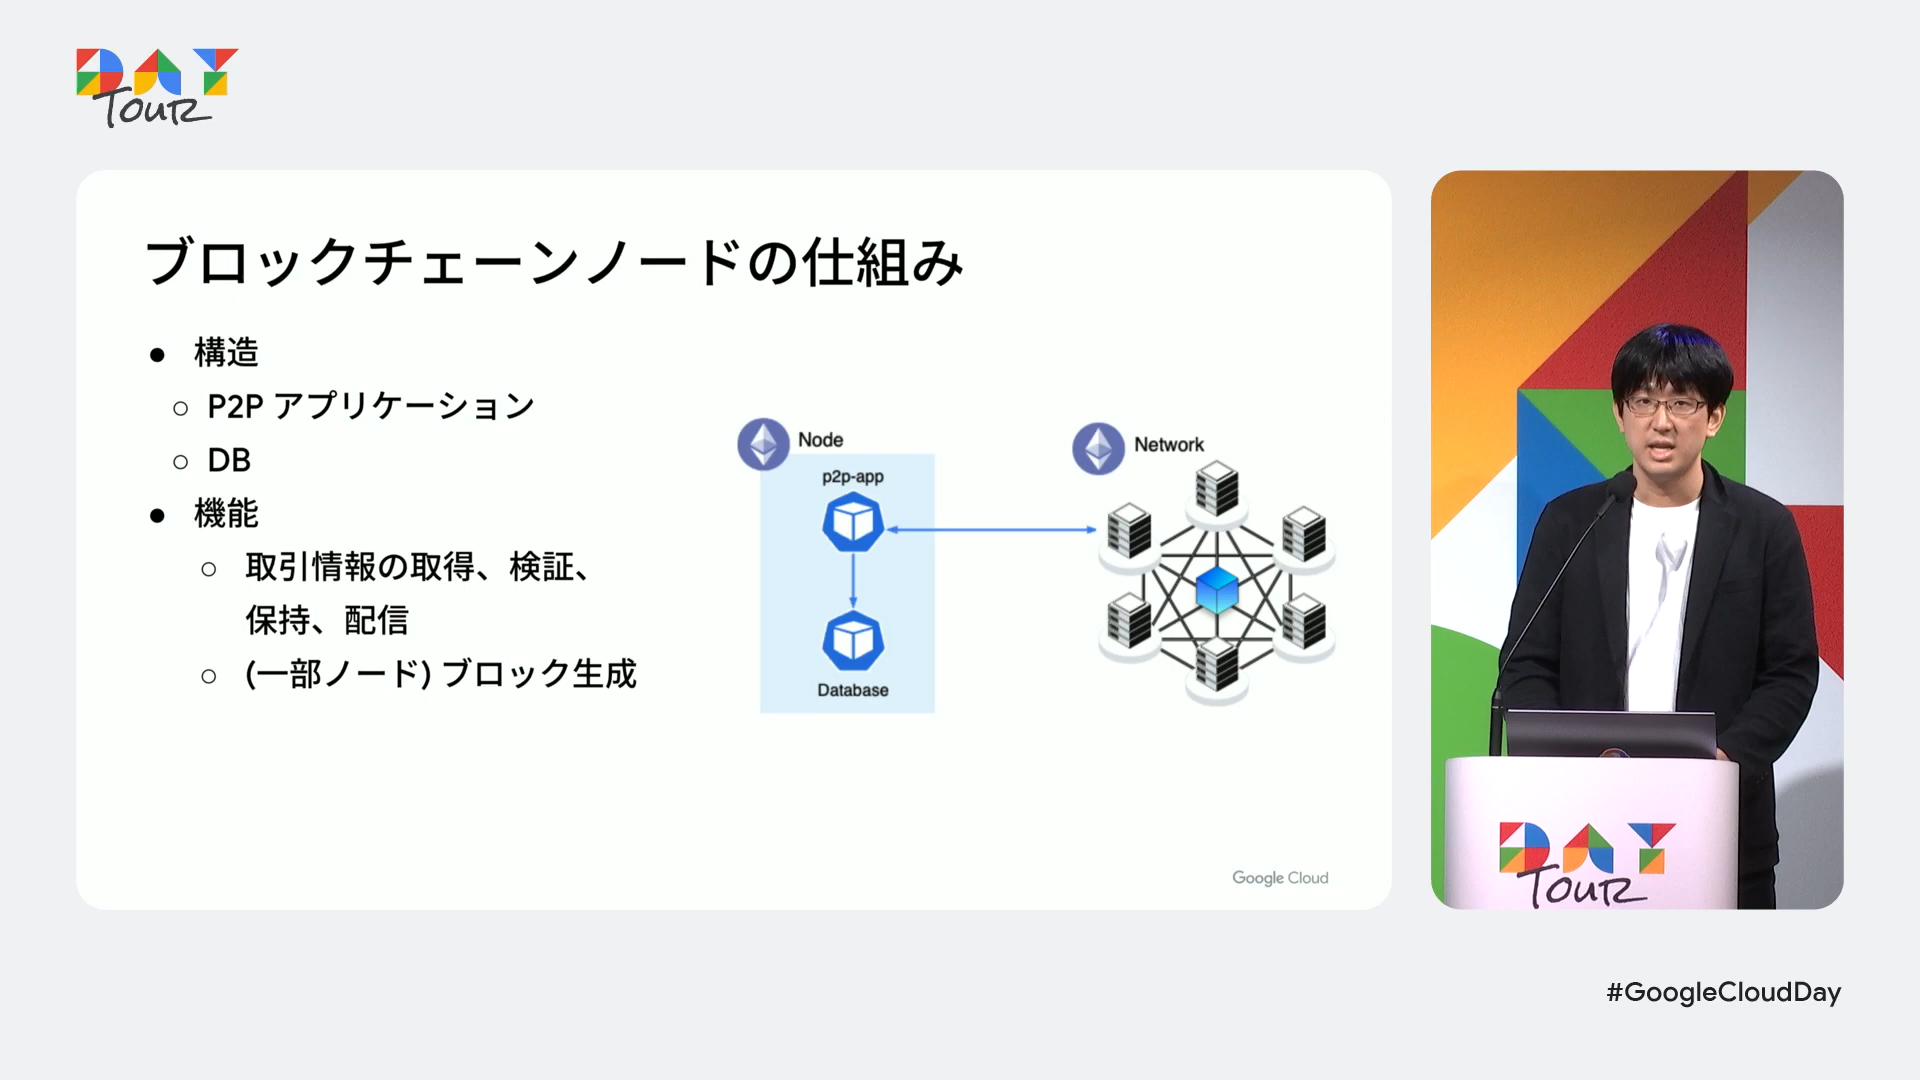 DAY
Tour
ブロックチェーンノードの仕組み
● 構造
○ P2P アプリケーション
○ DB
● 機能
○ 取引情報の取得、検証、
保持、配信
○ (一部ノード) ブロック生成
Node
p2p-app
Database
Network
Google Cloud
DAY
Tour
#GoogleCloudDay